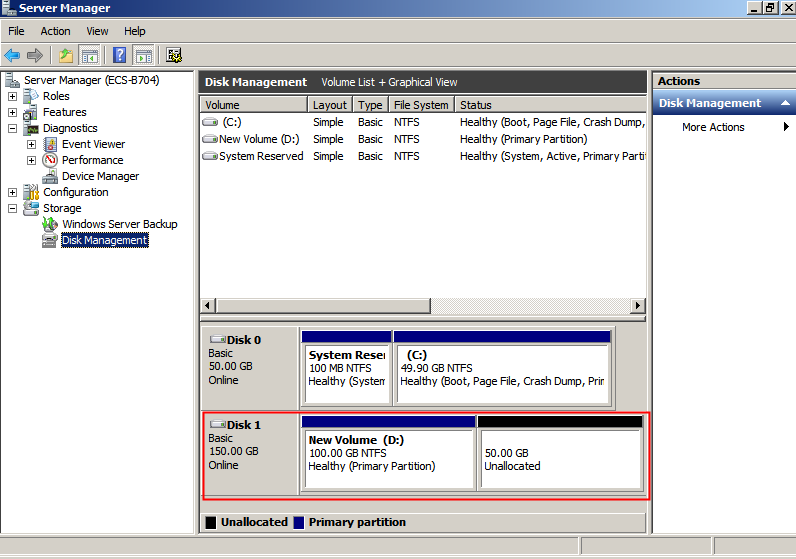 Server Manager
File Action View Help
Server Manager (ECS-B704)
Roles
Features
Diagnostics
Event Viewer
Performance
Device Manager
Configuration
Storage
Windows Server Backup
Disk Management
Disk Management Volume List + Graphical View
Volume Layout Type File System Status
(C:) Simple Basic NTFS Healthy (Boot, Page File, Crash Dump,
New Volume (D:) Simple Basic NTFS Healthy (Primary Partition)
System Reserved Simple Basic NTFS Healthy (System, Active, Primary Parti
Disk 0
Basic
50.00 GB
Online
System Reser
100 MB NTFS
Healthy (System
(C:)
49.90 GB NTFS
Healthy (Boot, Page File, Crash Dump, Prir
Disk 1
Basic
150.00 GB
Online
New Volume (D:)
100.00 GB NTFS
Healthy (Primary Partition)
50.00 GB
Unallocated
Unallocated Primary partition
Actions
Disk Management
More Actions